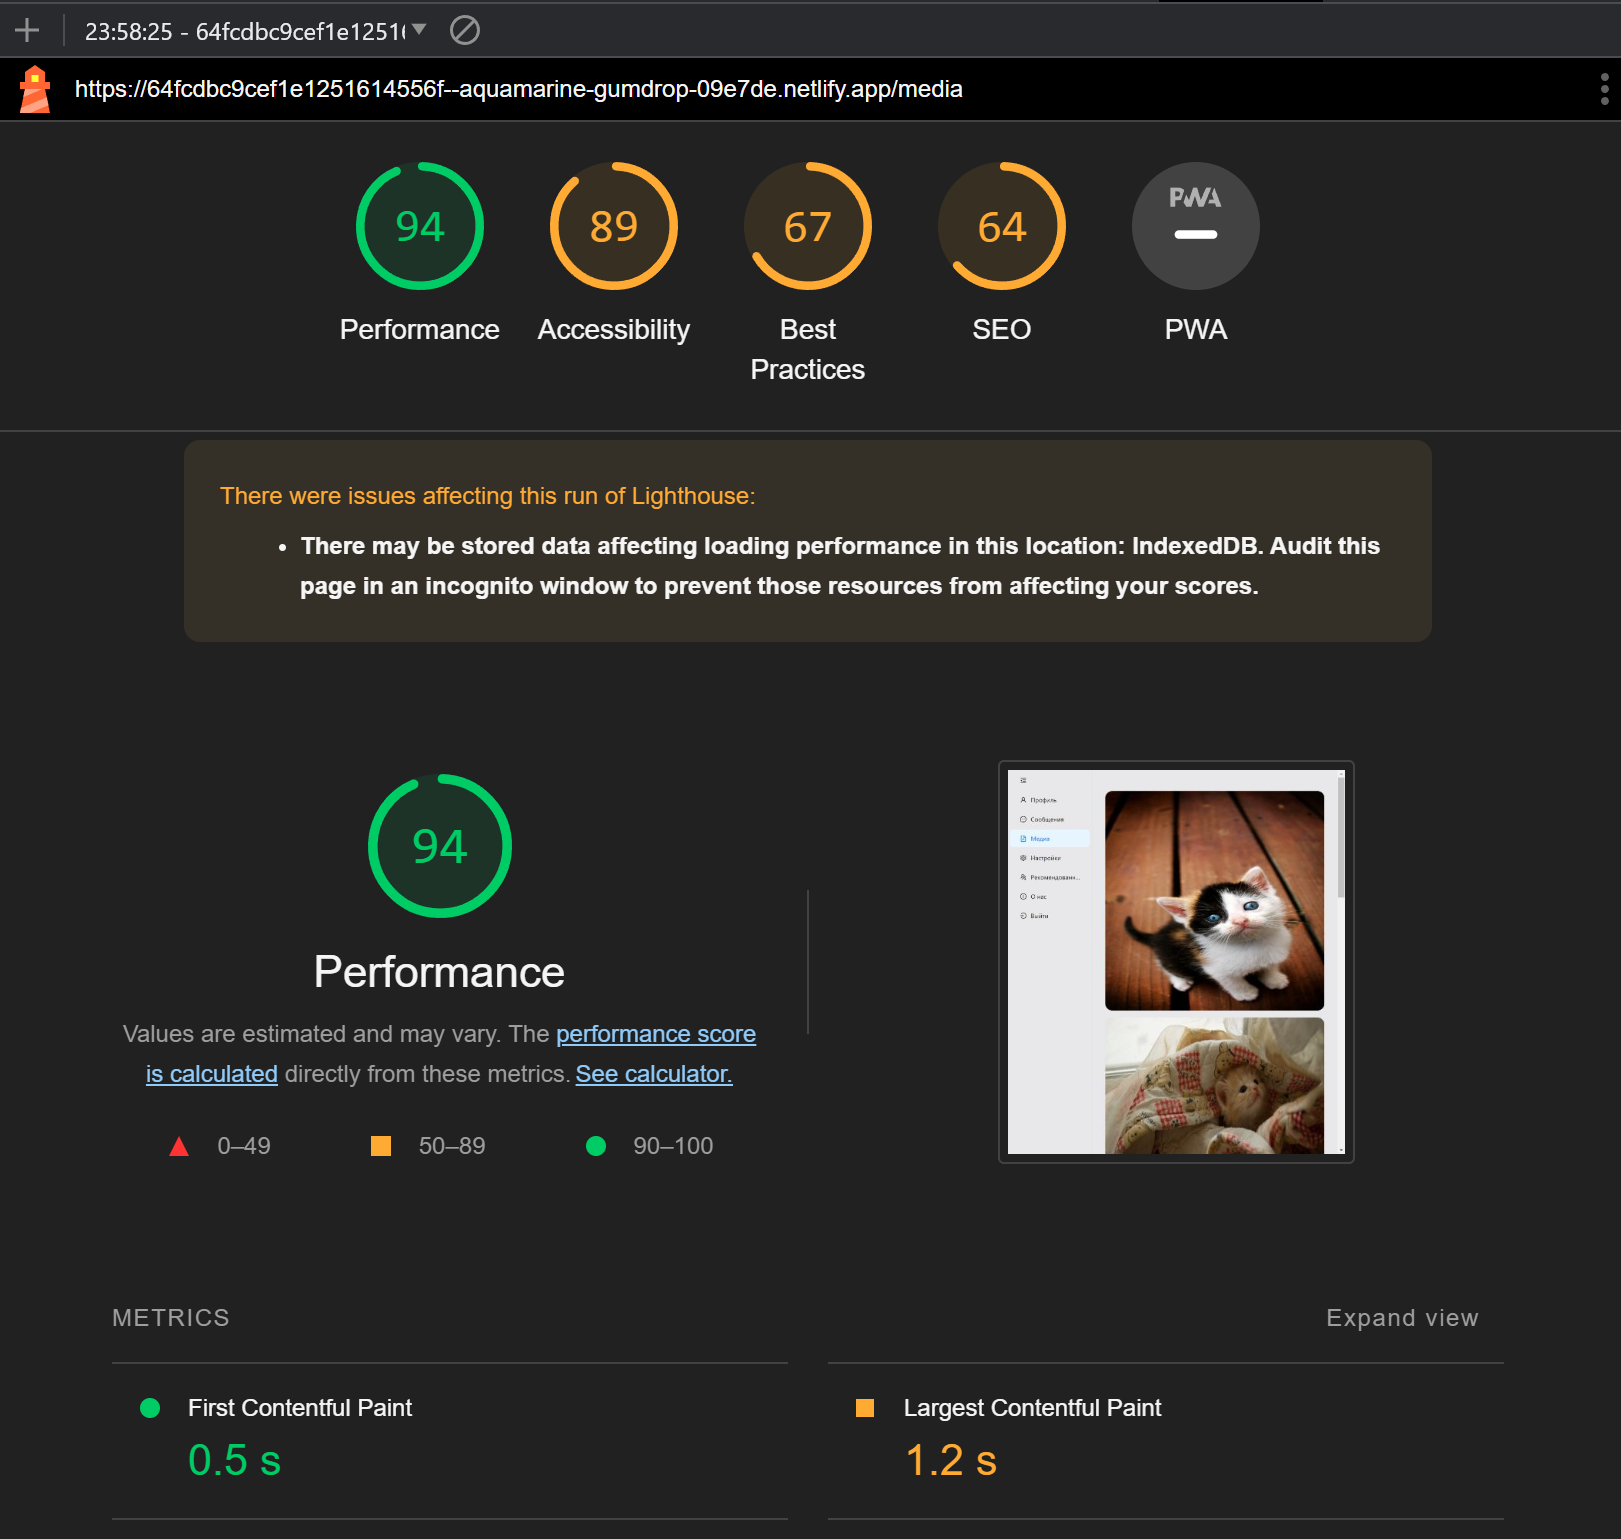 23:58:25 - 64fcdbc9cef1e1251
https://64fcdbc9cef1e1251614556f--aquamarine-gumdrop-09e7de.netlify.app/media
94
89
67
64
PWA
Performance
Accessibility
Best
Practices
SEO
PWA
There were issues affecting this run of Lighthouse:
• There may be stored data affecting loading performance in this location: IndexedDB. Audit this
page in an incognito window to prevent those resources from affecting your scores.
94
Performance
Values are estimated and may vary. The performance score
is calculated directly from these metrics. See calculator.
0–49
50–89
90–100
Профиль
Сообщения
Медиа
Настройки
Рекомендован...
О нас
Выйти
METRICS
Expand view
First Contentful Paint
0.5 s
Largest Contentful Paint
1.2 s